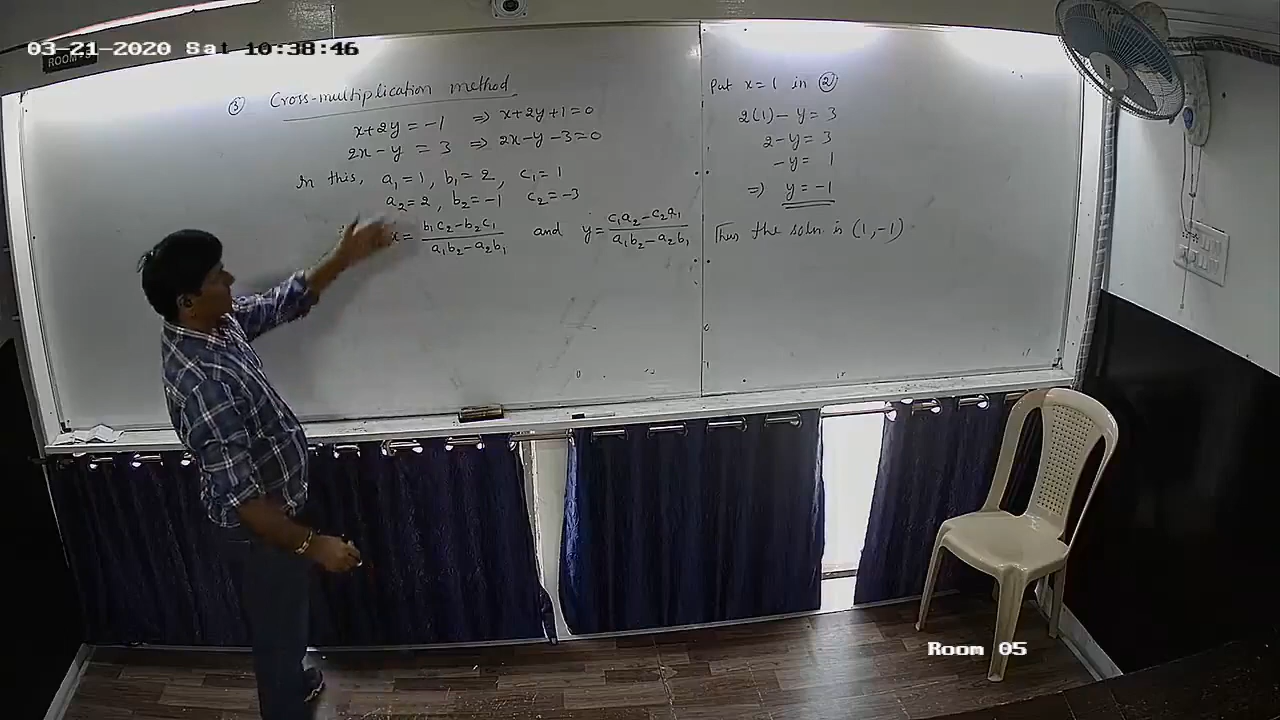 03-21-2020 Sat 10:38:46
③ Cross-multiplication method
x+2y = -1 ⇒ x+2y+1=0
2x-y = 3 ⇒ 2x-y-3=0
In this, a₁=1, b₁=2, c₁=1
a₂=2, b₂=-1 c₂=-3
x= (b₁c₂-b₂c₁)/(a₁b₂-a₂b₁) and y= (c₁a₂-c₂a₁)/(a₁b₂-a₂b₁)
Put x=1 in ②
2(1)-y = 3
2-y = 3
-y = 1
⇒ y=-1
Thus the soln is (1,-1)
Room 05